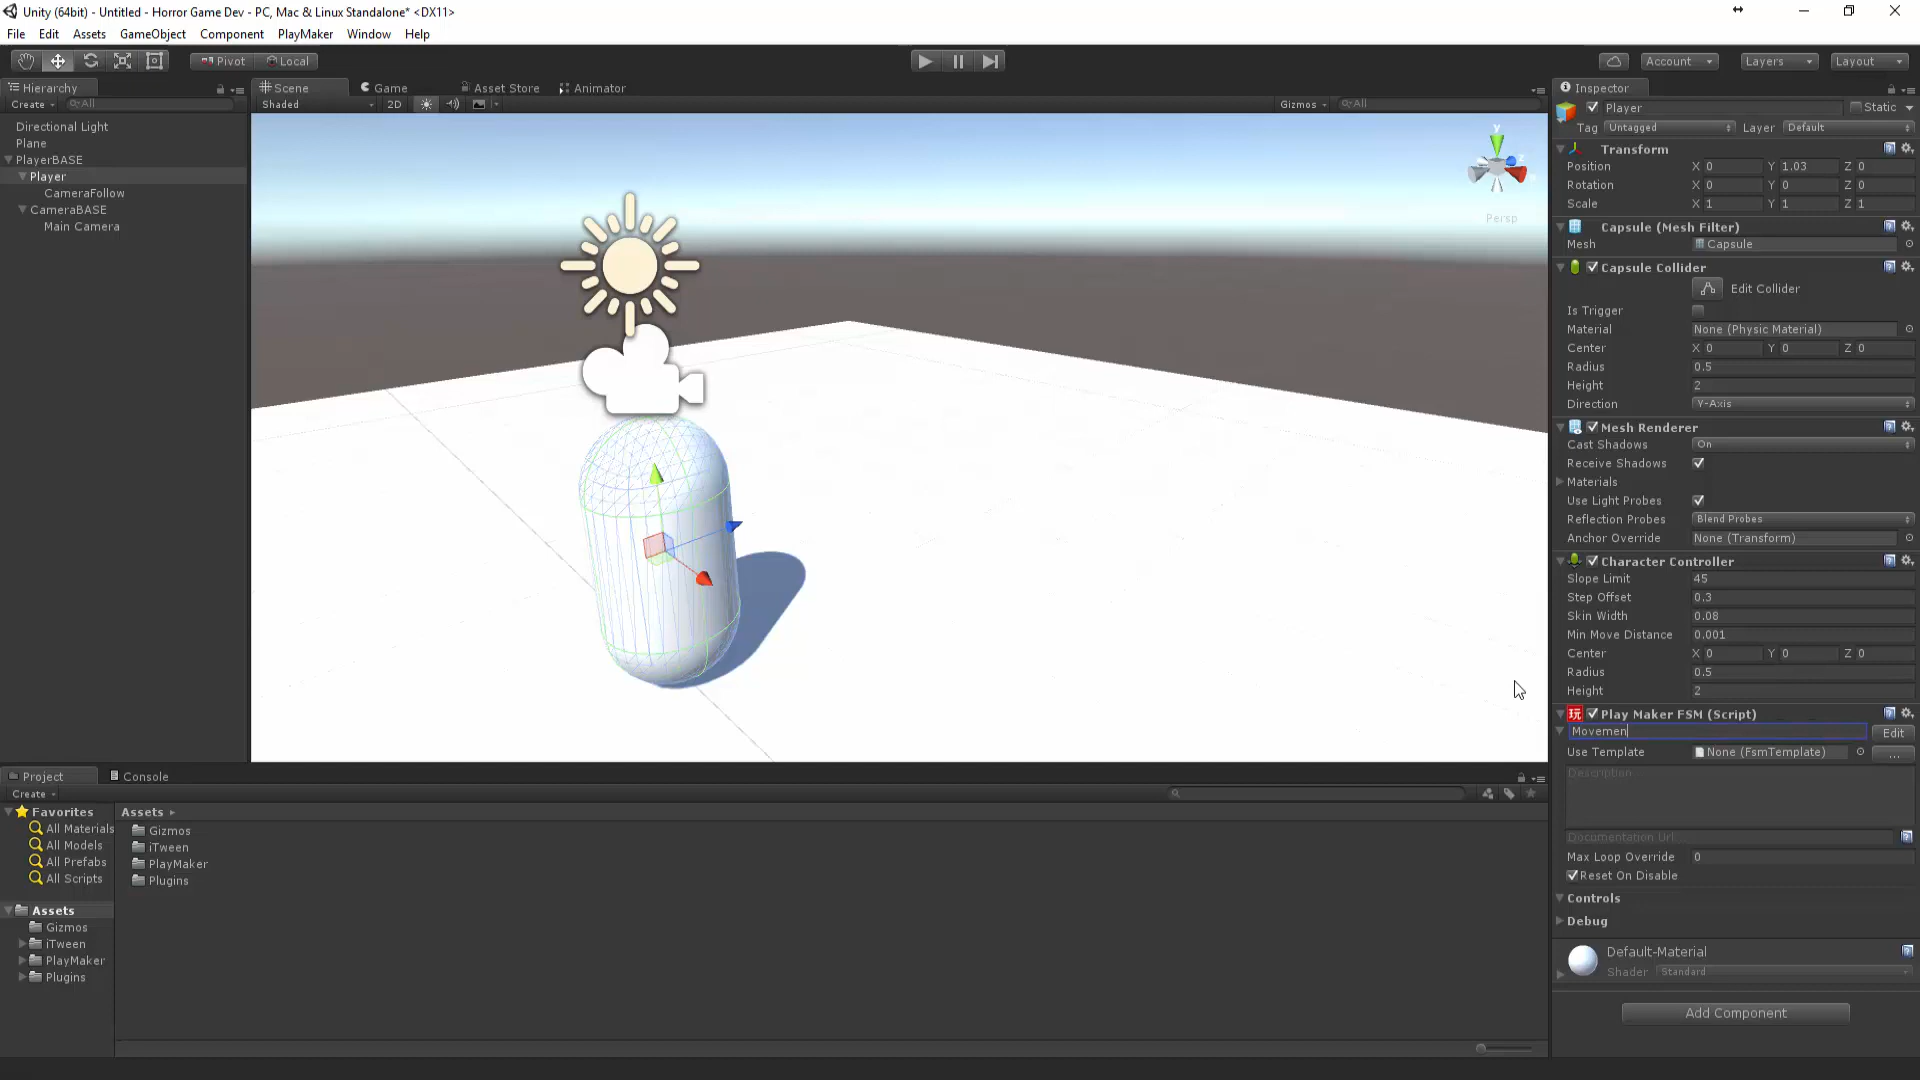 Unity (64bit) - Untitled - Horror Game Dev - PC, Mac & Linux Standalone* <DX11>
File Edit Assets GameObject Component PlayMaker Window Help
Pivot Local Account Layers Layout
Hierarchy
Create All
Directional Light
Plane
PlayerBASE
Player
CameraFollow
CameraBASE
Main Camera
Scene Game Asset Store Animator
Shaded 2D Gizmos All
y
z
Persp
Inspector
Player Static
Tag Untagged Layer Default
Transform
Position X 0 Y 1.03 Z 0
Rotation X 0 Y 0 Z 0
Scale X 1 Y 1 Z 1
Capsule (Mesh Filter)
Mesh Capsule
Capsule Collider
Edit Collider
Is Trigger
Material None (Physic Material)
Center X 0 Y 0 Z 0
Radius 0.5
Height 2
Direction Y-Axis
Mesh Renderer
Cast Shadows On
Receive Shadows
Materials
Use Light Probes
Reflection Probes Blend Probes
Anchor Override None (Transform)
Character Controller
Slope Limit 45
Step Offset 0.3
Skin Width 0.08
Min Move Distance 0.001
Center X 0 Y 0 Z 0
Radius 0.5
Height 2
玩 Play Maker FSM (Script)
Movemen Edit
Use Template None (FsmTemplate) ...
Description...
Documentation Url...
Max Loop Override 0
Reset On Disable
Controls
Debug
Default-Material
Shader Standard
Add Component
Project Console
Create
Favorites
All Materials
All Models
All Prefabs
All Scripts
Assets
Gizmos
iTween
PlayMaker
Plugins
Assets
Gizmos
iTween
PlayMaker
Plugins